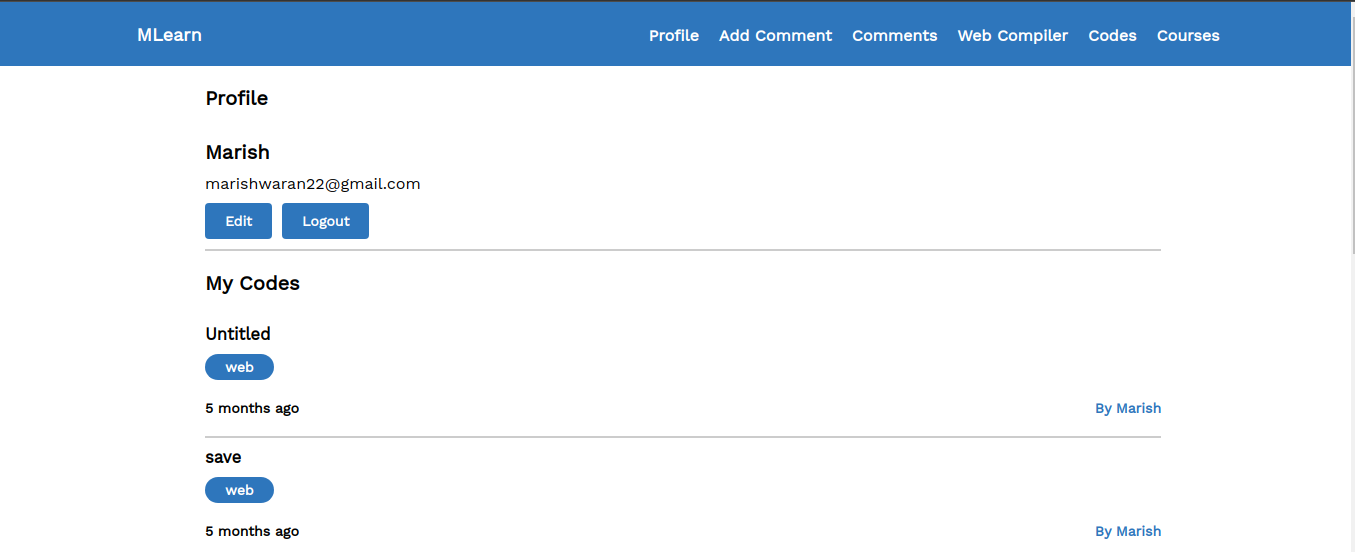 MLearn Profile Add Comment Comments Web Compiler Codes Courses
Profile
Marish
marishwaran22@gmail.com
Edit Logout
My Codes
Untitled
web
5 months ago By Marish
save
web
5 months ago By Marish